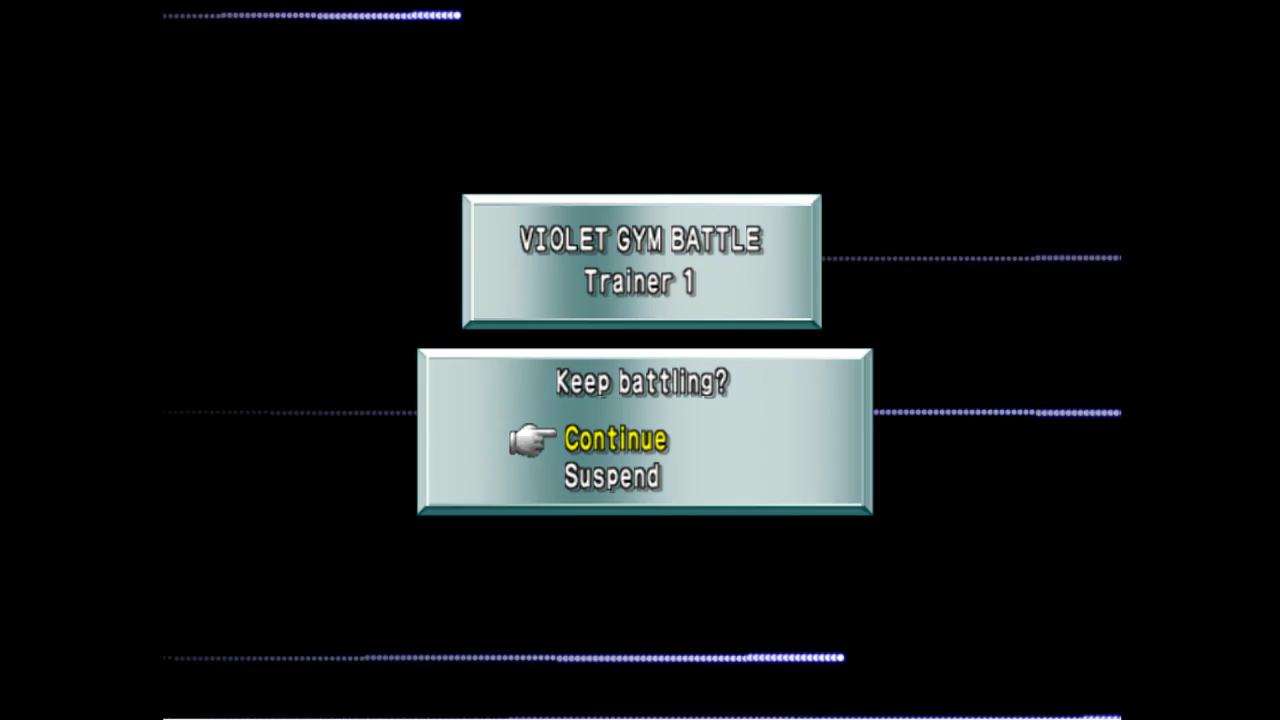 VIOLET GYM BATTLE
Trainer 1
Keep battling?
Continue
Suspend